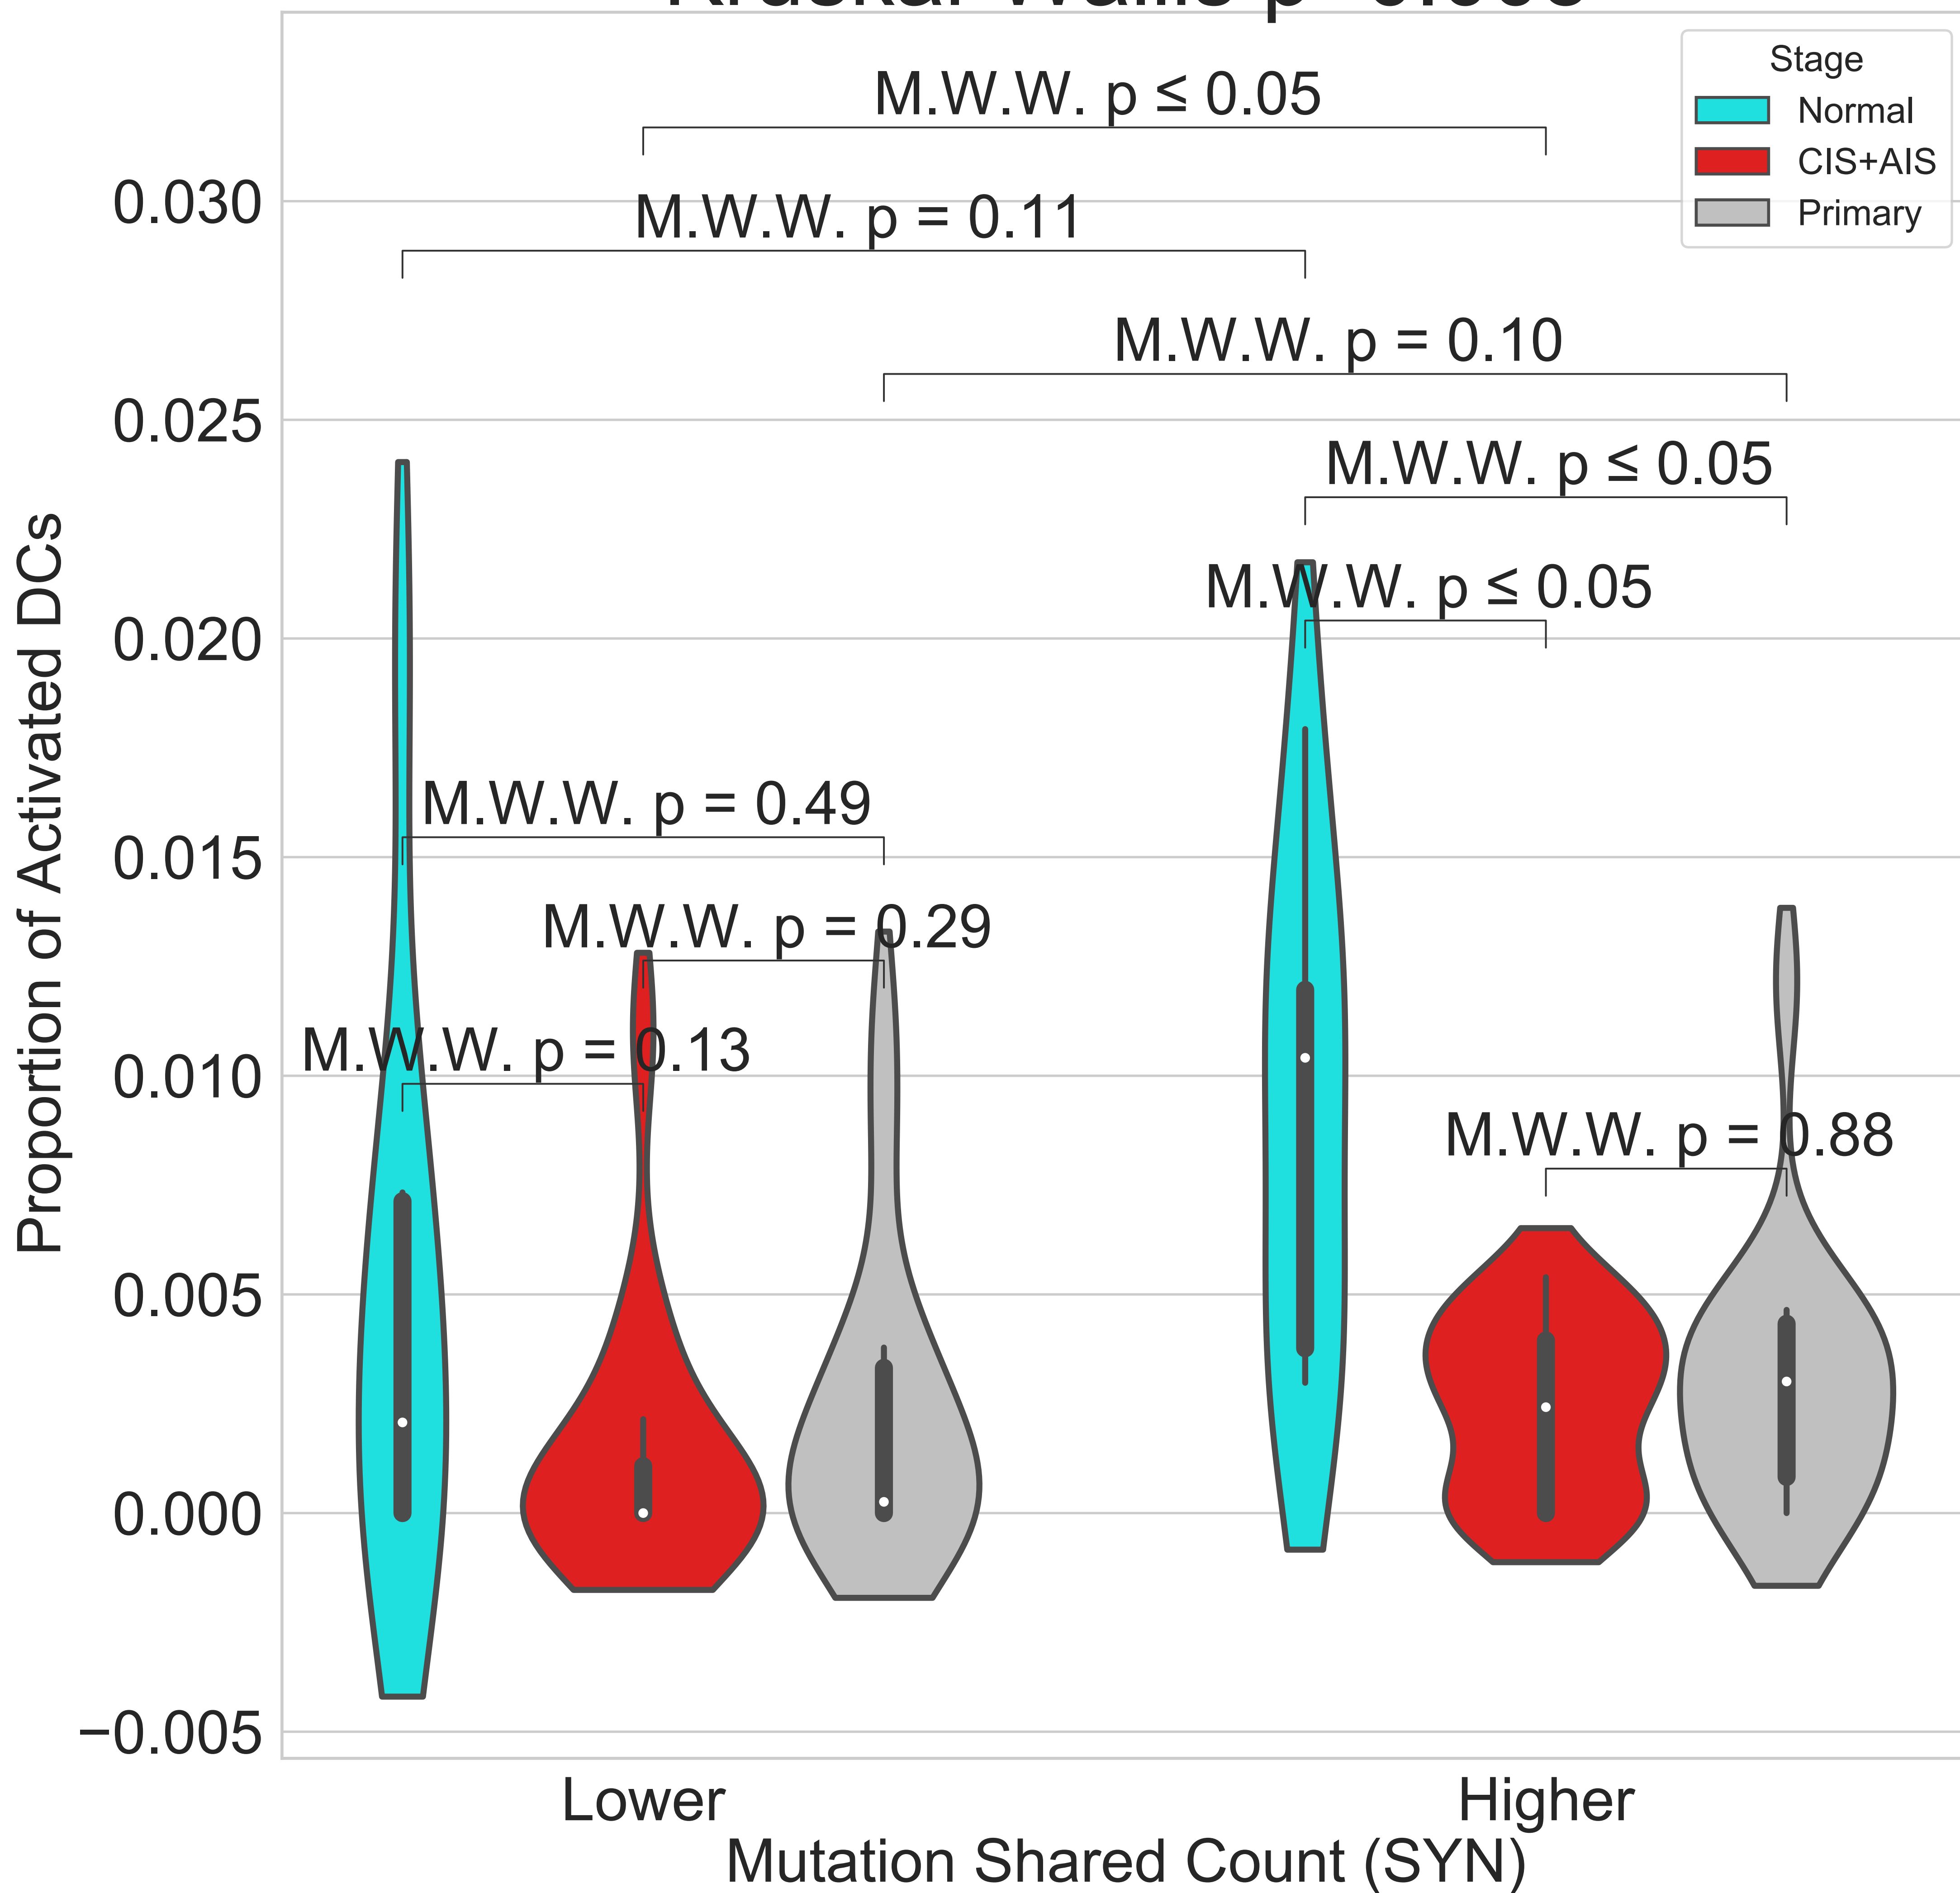 Stage
Normal
CIS+AIS
Primary
M.W.W. p ≤ 0.05
M.W.W. p = 0.11
M.W.W. p = 0.10
M.W.W. p ≤ 0.05
M.W.W. p ≤ 0.05
M.W.W. p = 0.49
M.W.W. p = 0.29
M.W.W. p = 0.13
M.W.W. p = 0.88
Proportion of Activated DCs
0.030
0.025
0.020
0.015
0.010
0.005
0.000
−0.005
Lower
Higher
Mutation Shared Count (SYN)